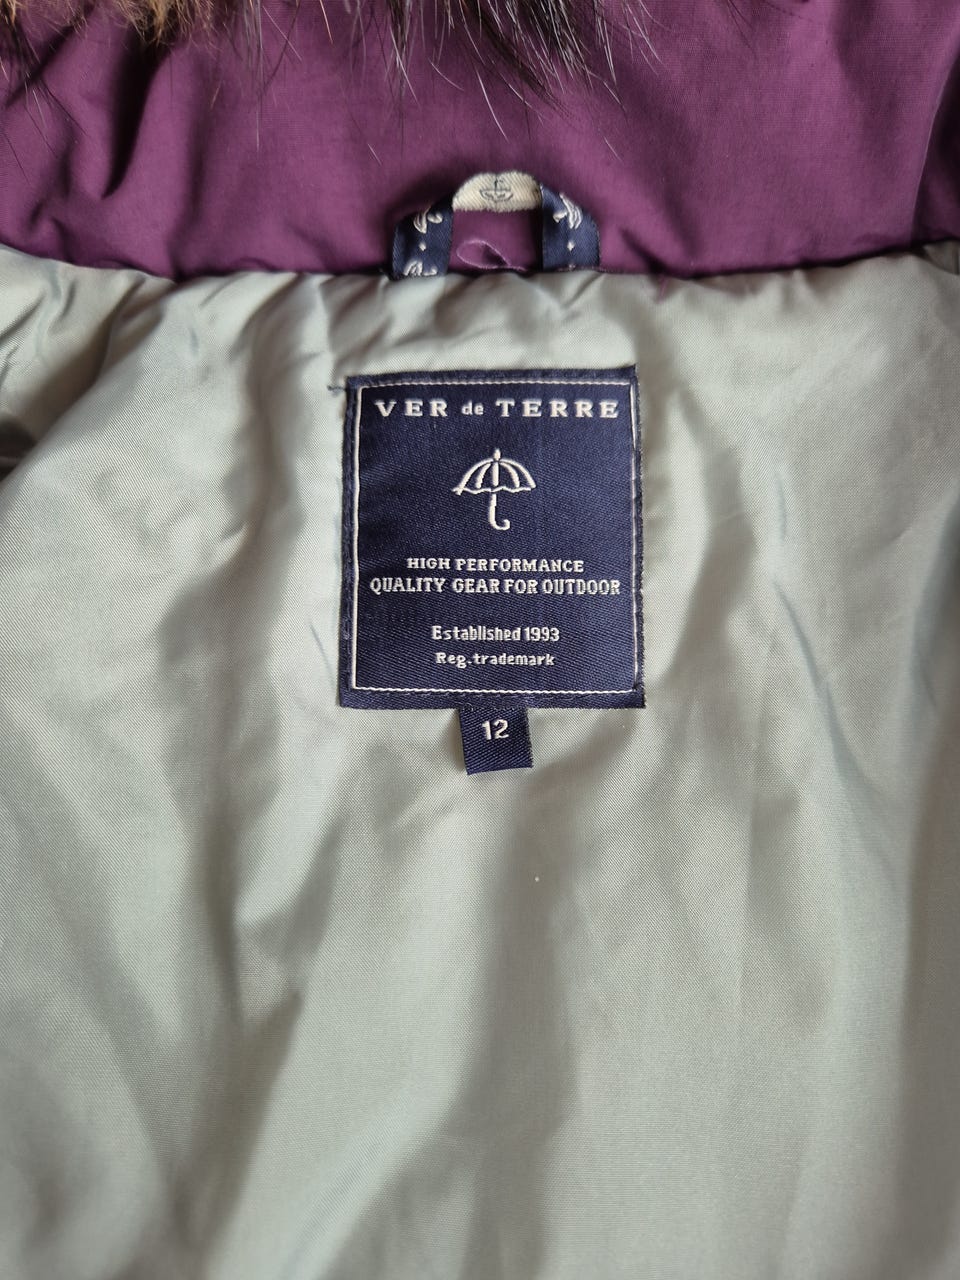 VER de TERRE
HIGH PERFORMANCE
QUALITY GEAR FOR OUTDOOR
Established 1993
Reg. trademark
12